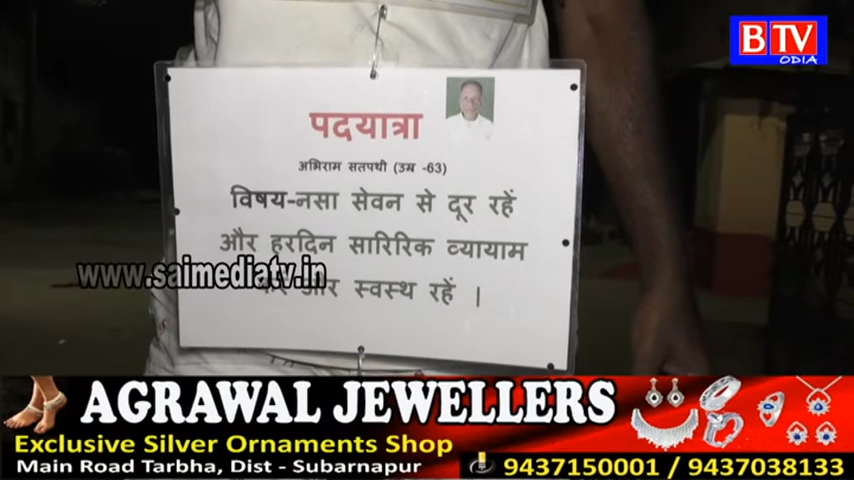 BTV
ODIA
पदयात्रा
अभिराम सतपथी (उम्र -63)
विषय-नसा सेवन से दूर रहें
और हरदिन सारिरिक व्यायाम
www.saimediatv.in
और स्वस्थ रहें |
AGRAWAL JEWELLERS
Exclusive Silver Ornaments Shop
Main Road Tarbha, Dist - Subarnapur
9437150001 / 9437038133